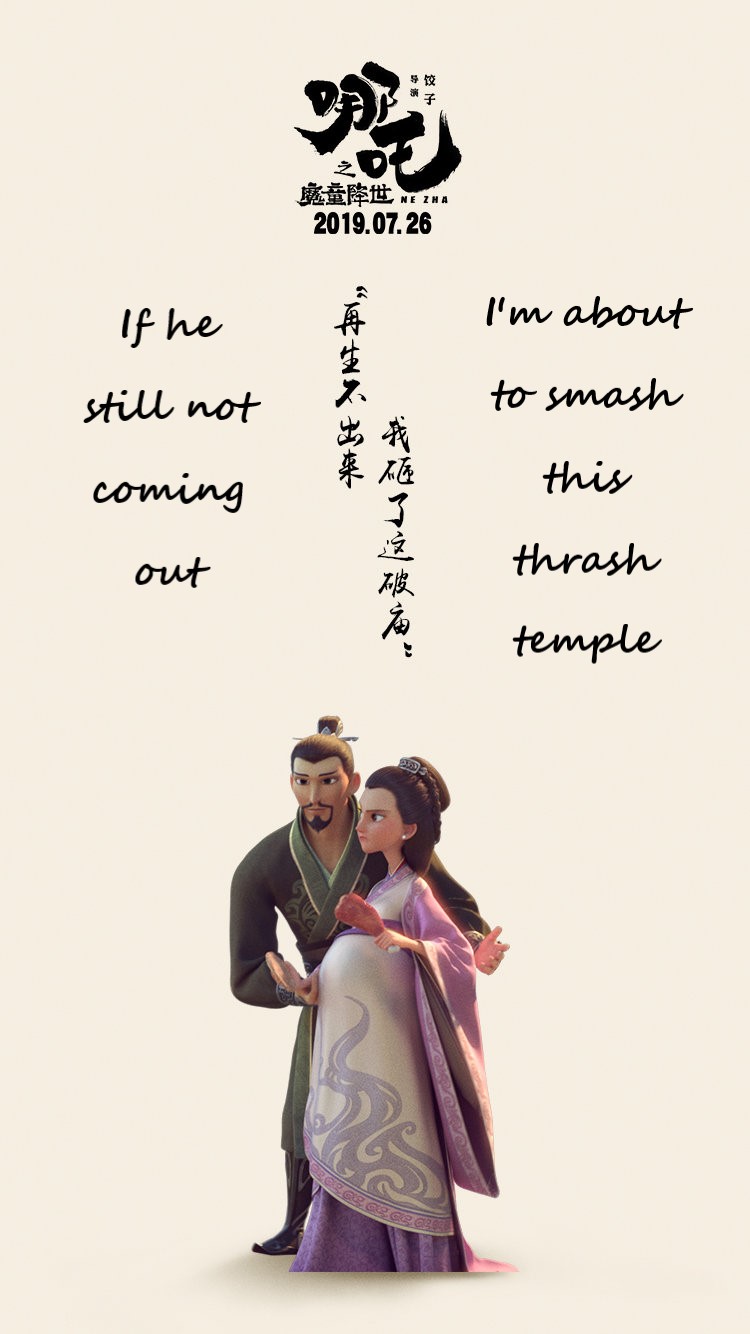 哪吒
导演
饺子
之
魔童降世
NE ZHA
2019.07.26
If he
still not
coming
out
“再生不出来
我砸了这破庙”
I'm about
to smash
this
thrash
temple